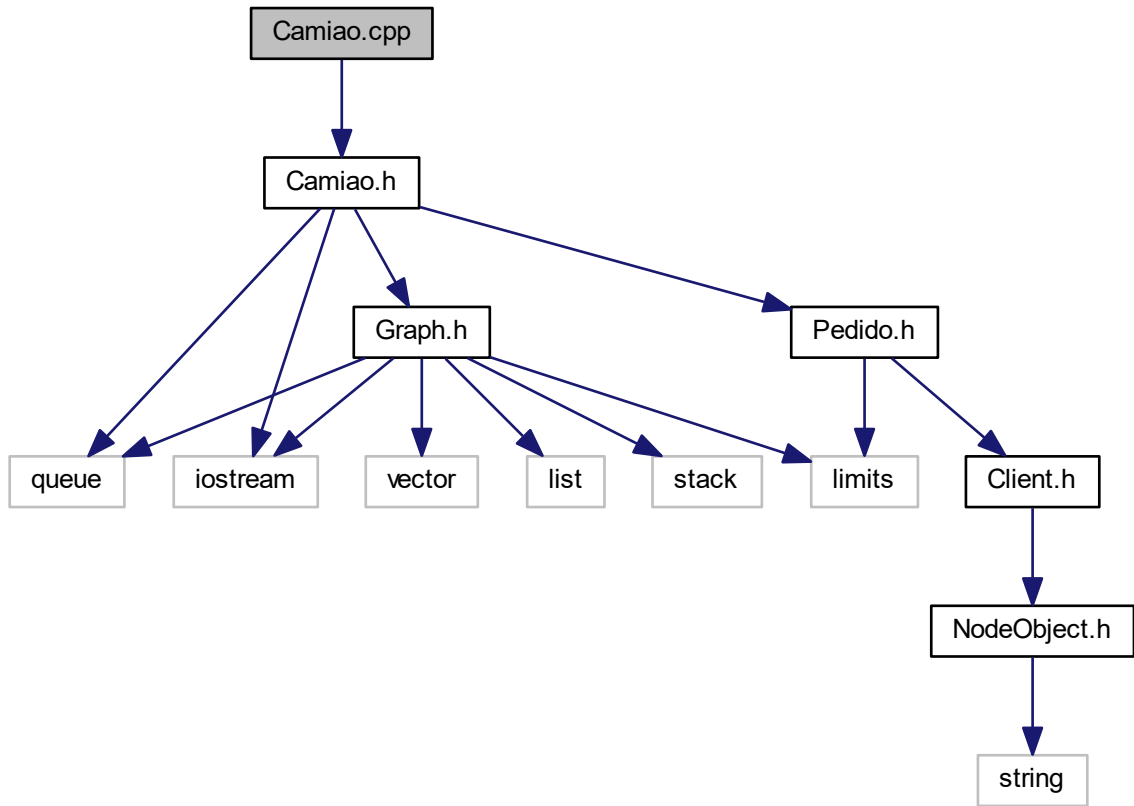 Camiao.cpp
Camiao.h
Graph.h
Pedido.h
queue
iostream
vector
list
stack
limits
Client.h
NodeObject.h
string